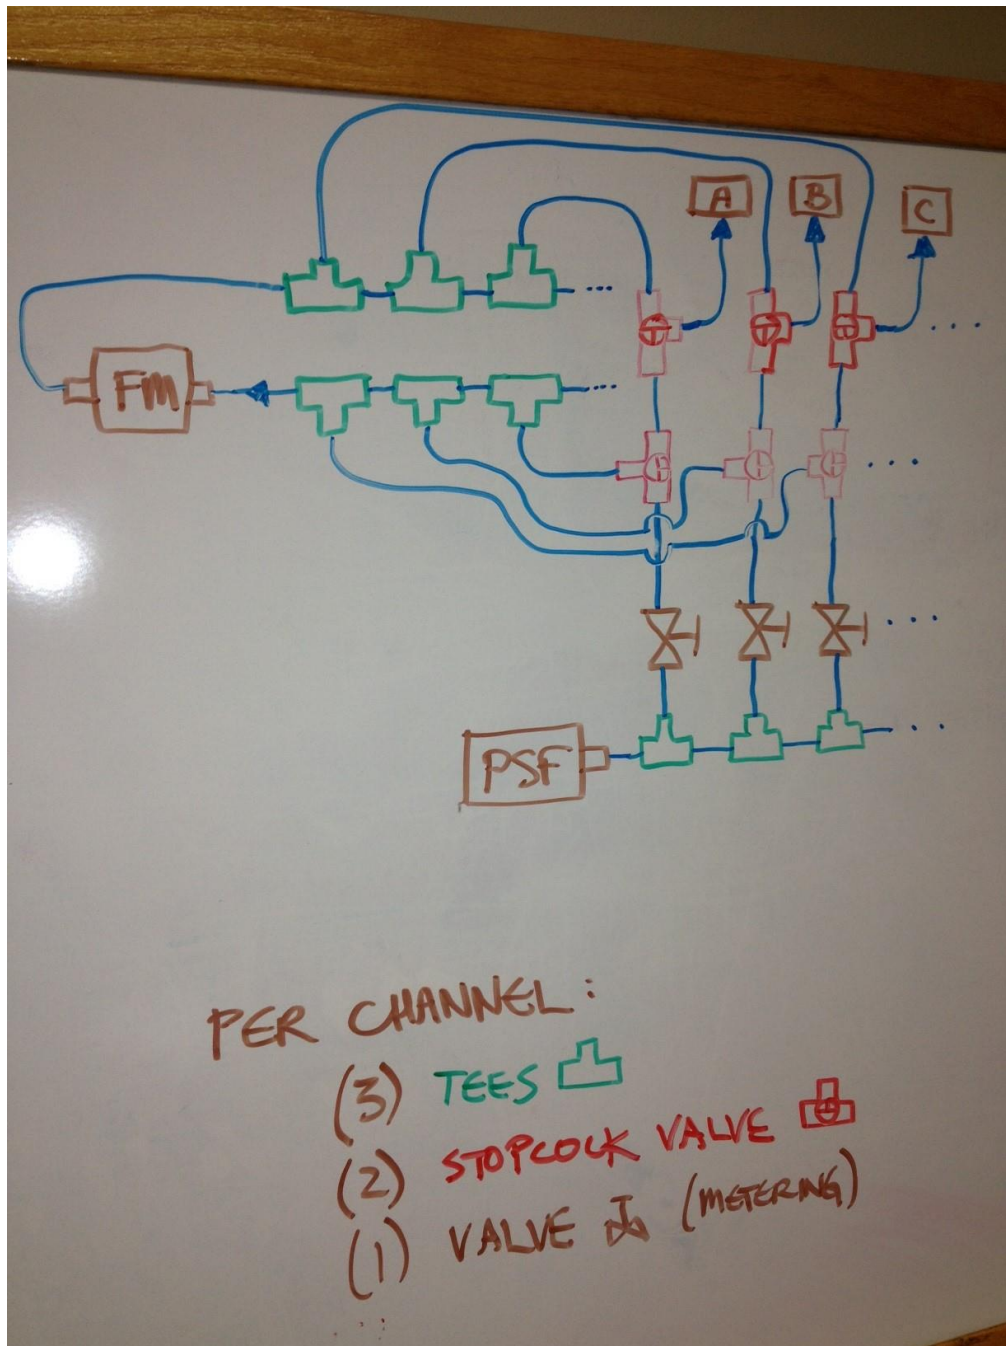 A
B
C
FM
PSF
PER CHANNEL:
(3) TEES
(2) STOPCOCK VALVE
(1) VALVE (METERING)